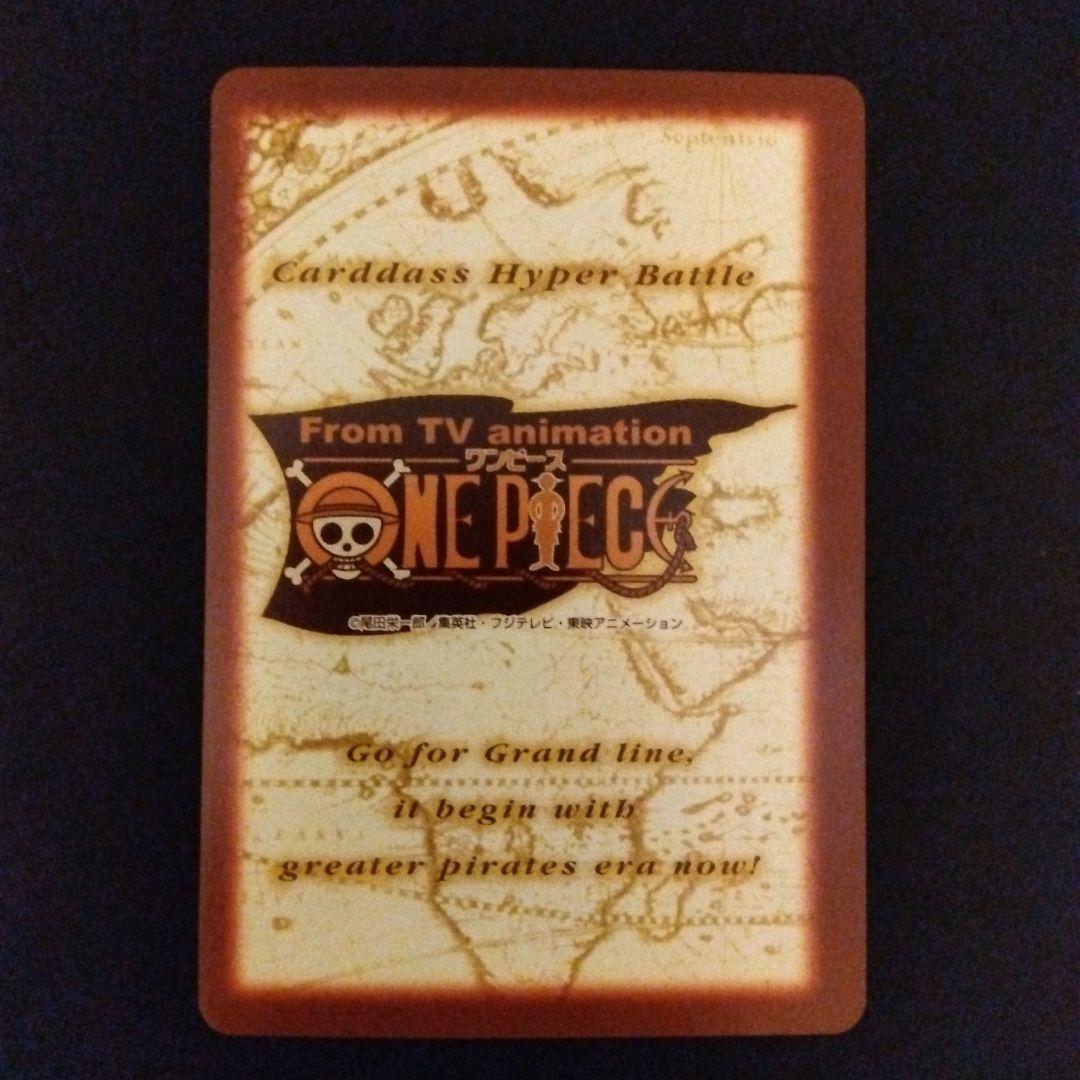 Septentrio
Carddass Hyper Battle
From TV animation
ワンピース
ONE PIECE
©尾田栄一郎／集英社・フジテレビ・東映アニメーション
Go for Grand line,
it begin with
greater pirates era now!